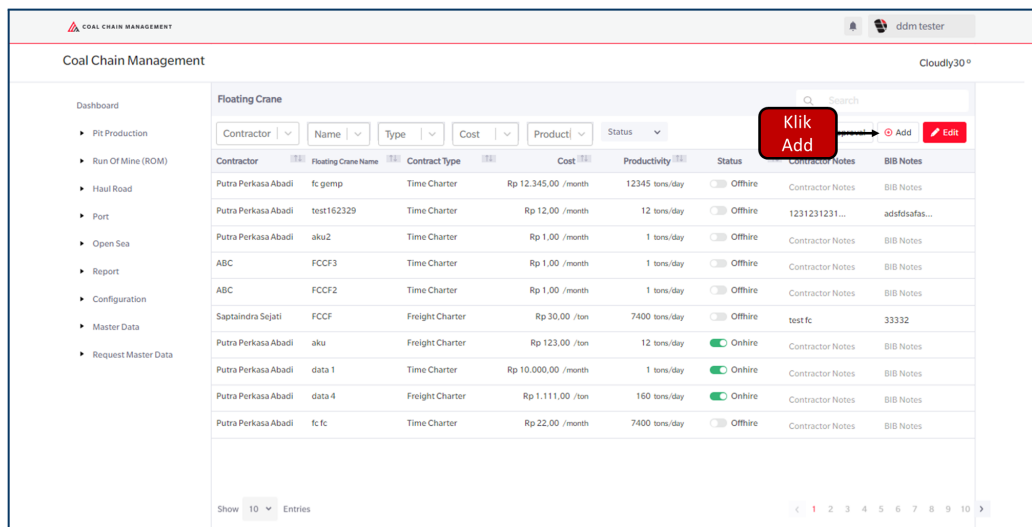 COAL CHAIN MANAGEMENT
ddm tester
Coal Chain Management
Cloudly30°
Dashboard
Pit Production
Run Of Mine (ROM)
Haul Road
Port
Open Sea
Report
Configuration
Master Data
Request Master Data
Floating Crane
Search
Contractor Name Type Cost Status
Klik
Add
Add Edit
Contractor Floating Crane Name Contract Type Cost Productivity Status Contractor Notes BIB Notes
Putra Perkasa Abadi fc gemp Time Charter Rp 12.345,00 /month 12345 tons/day Offhire Contractor Notes BIB Notes
Putra Perkasa Abadi test162329 Time Charter Rp 12,00 /month 12 tons/day Offhire 1231231231... adsfdsafas...
Putra Perkasa Abadi aku2 Time Charter Rp 1,00 /month 1 tons/day Offhire Contractor Notes BIB Notes
ABC FCCF3 Time Charter Rp 1,00 /month 1 tons/day Offhire Contractor Notes BIB Notes
ABC FCCF2 Time Charter Rp 1,00 /month 1 tons/day Offhire Contractor Notes BIB Notes
Saptaindra Sejati FCCF Freight Charter Rp 30,00 /ton 7400 tons/day Offhire test fc 33332
Putra Perkasa Abadi aku Freight Charter Rp 123,00 /ton 12 tons/day Onhire Contractor Notes BIB Notes
Putra Perkasa Abadi data 1 Time Charter Rp 10.000,00 /month 1 tons/day Onhire Contractor Notes BIB Notes
Putra Perkasa Abadi data 4 Freight Charter Rp 1.111,00 /ton 160 tons/day Onhire Contractor Notes BIB Notes
Putra Perkasa Abadi fc fc Time Charter Rp 22,00 /month 7400 tons/day Offhire Contractor Notes BIB Notes
Show 10 Entries
1 2 3 4 5 6 7 8 9 10